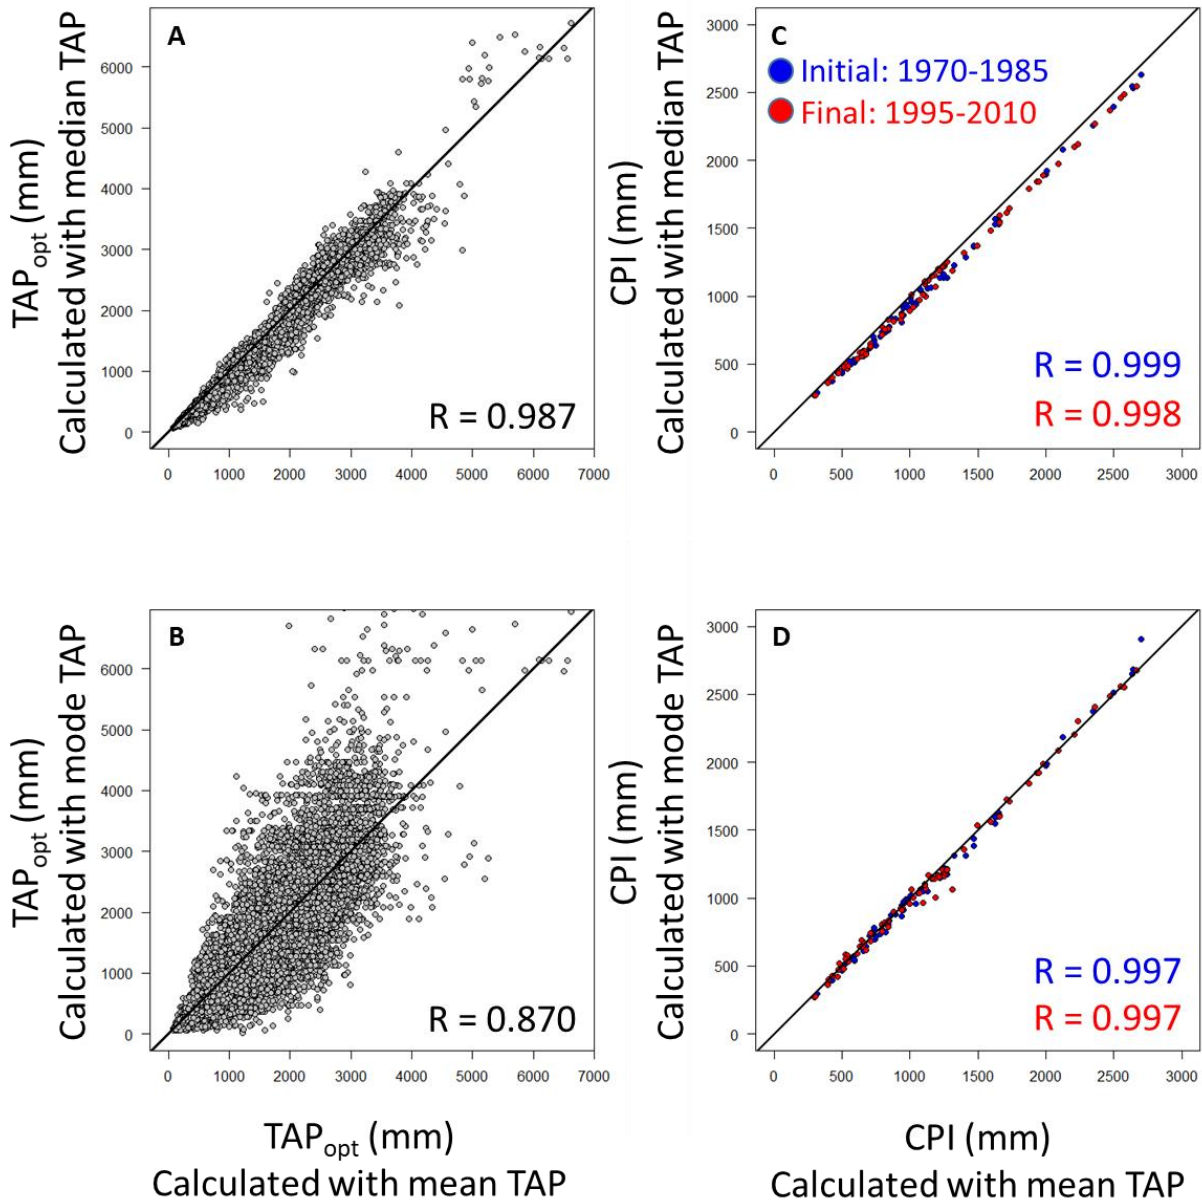 TAPopt (mm)
Calculated with median TAP
A
6000
5000
4000
3000
2000
1000
0
R = 0.987
0 1000 2000 3000 4000 5000 6000 7000
CPI (mm)
Calculated with median TAP
C
Initial: 1970-1985
Final: 1995-2010
3000
2500
2000
1500
1000
500
0
R = 0.999
R = 0.998
0 500 1000 1500 2000 2500 3000
TAPopt (mm)
Calculated with mode TAP
B
6000
5000
4000
3000
2000
1000
0
R = 0.870
0 1000 2000 3000 4000 5000 6000 7000
TAPopt (mm)
Calculated with mean TAP
CPI (mm)
Calculated with mode TAP
D
3000
2500
2000
1500
1000
500
0
R = 0.997
R = 0.997
0 500 1000 1500 2000 2500 3000
CPI (mm)
Calculated with mean TAP